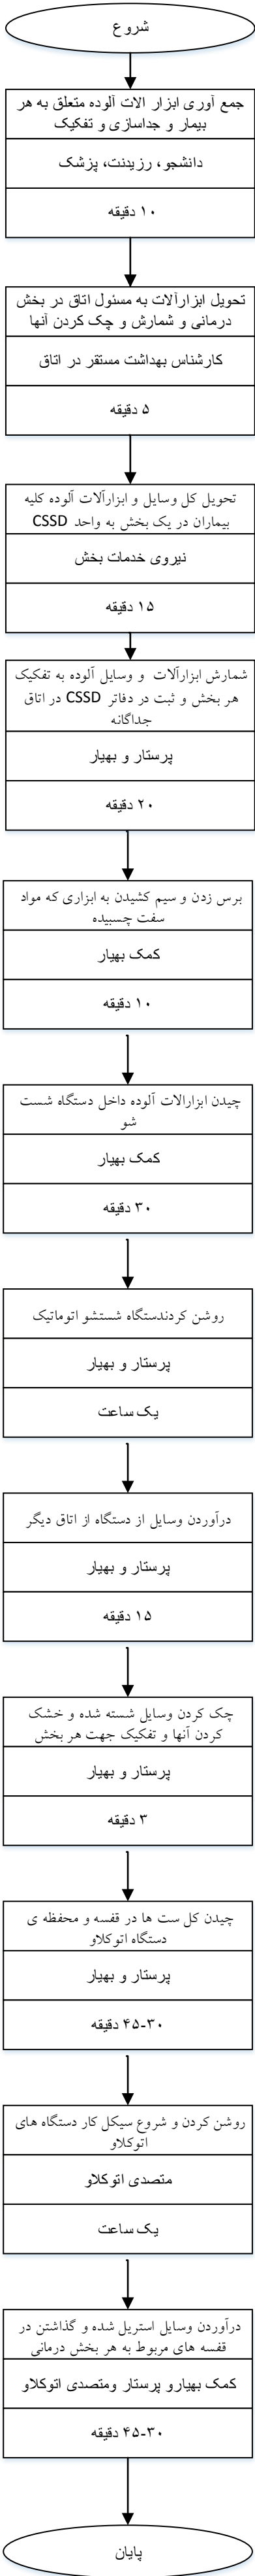 شروع
جمع آوری ابزار الات آلوده متعلق به هر
بیمار و جداسازی و تفکیک
دانشجو، رزیدنت، پزشک
۱۰ دقیقه
تحویل ابزارآلات به مسئول اتاق در بخش
درمانی و شمارش و چک کردن آنها
کارشناس بهداشت مستقر در اتاق
۵ دقیقه
تحویل کل وسایل و ابزارآلات آلوده کلیه
بیماران در یک بخش به واحد CSSD
نیروی خدمات بخش
۱۵ دقیقه
شمارش ابزارآلات و وسایل آلوده به تفکیک
هر بخش و ثبت در دفاتر CSSD در اتاق
جداگانه
پرستار و بهیار
۲۰ دقیقه
برس زدن و سیم کشیدن به ابزاری که مواد
سفت چسبیده
کمک بهیار
۱۰ دقیقه
چیدن ابزارالات آلوده داخل دستگاه شست
شو
کمک بهیار
۳۰ دقیقه
روشن کردندستگاه شستشو اتوماتیک
پرستار و بهیار
یک ساعت
درآوردن وسایل از دستگاه از اتاق دیگر
پرستار و بهیار
۱۵ دقیقه
چک کردن وسایل شسته شده و خشک
کردن آنها و تفکیک جهت هر بخش
پرستار و بهیار
۳ دقیقه
چیدن کل ست ها در قفسه و محفظه ی
دستگاه اتوکلاو
پرستار و بهیار
۳۰-۴۵ دقیقه
روشن کردن و شروع سیکل کار دستگاه های
اتوکلاو
متصدی اتوکلاو
یک ساعت
درآوردن وسایل استریل شده و گذاشتن در
قفسه های مربوط به هر بخش درمانی
کمک بهیارو پرستار ومتصدی اتوکلاو
۳۰-۴۵ دقیقه
پایان